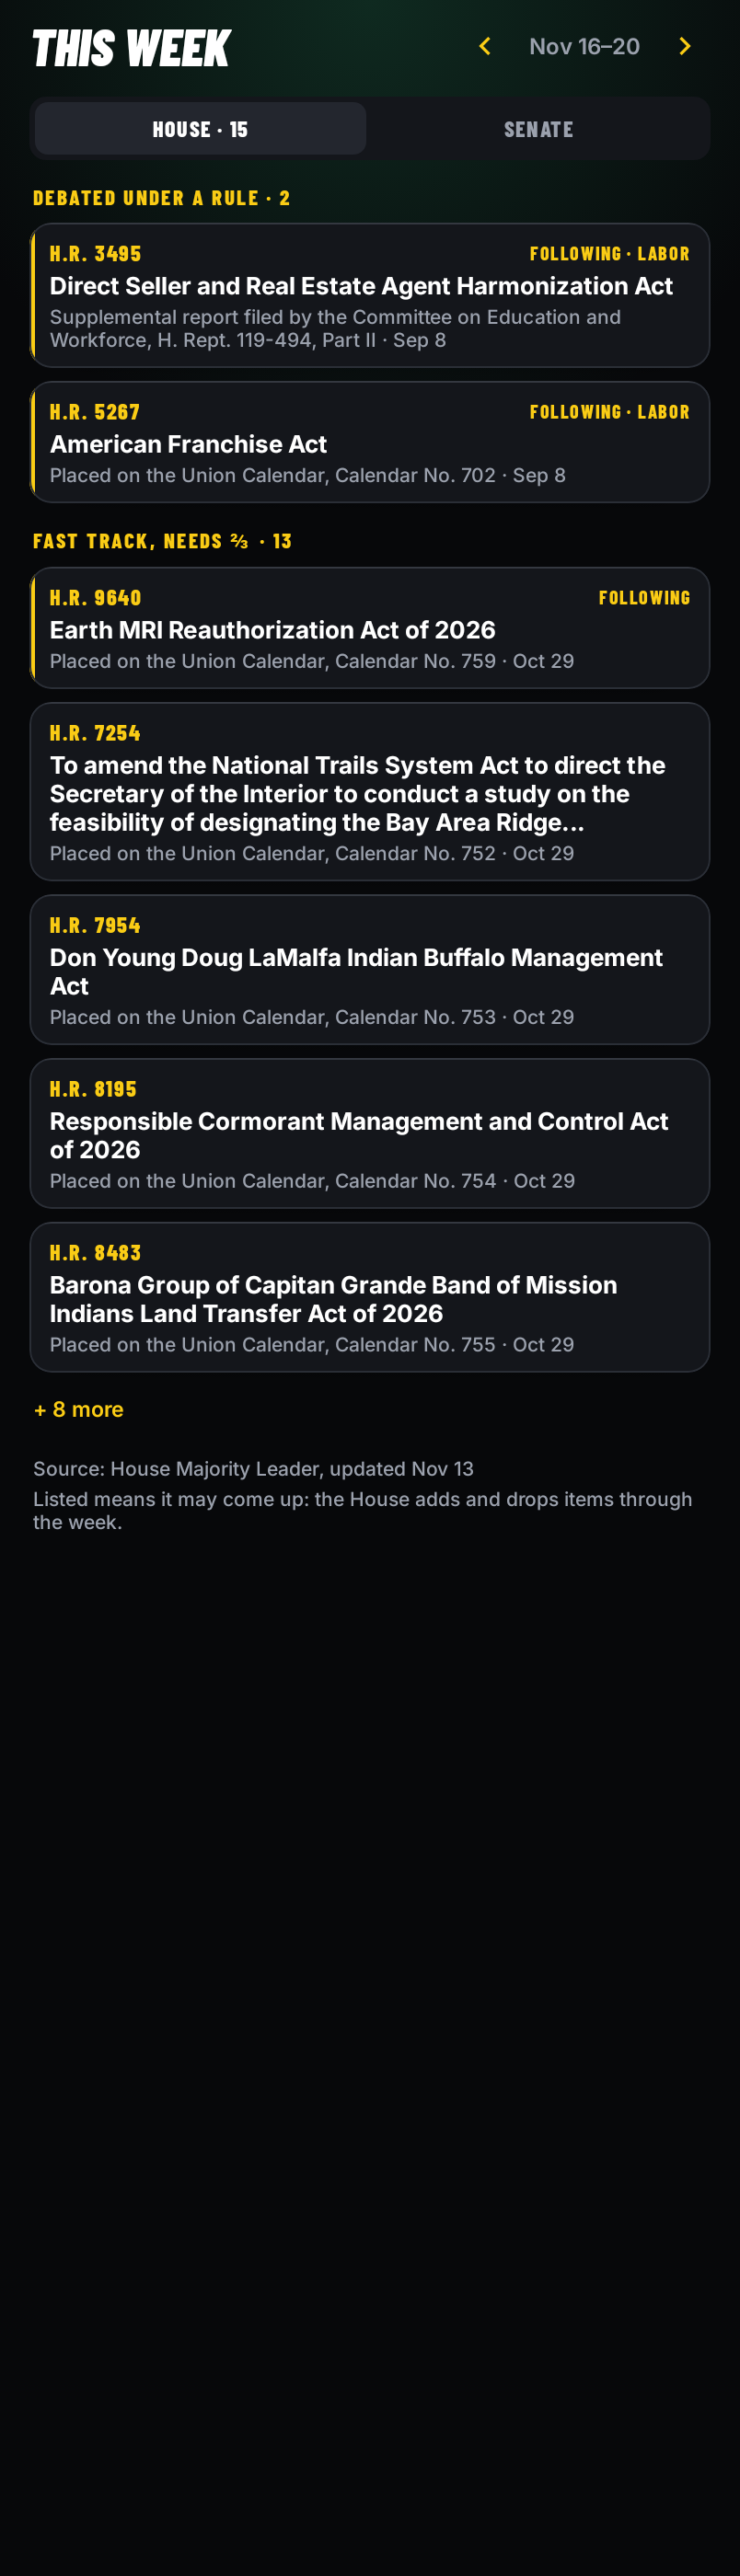 THIS WEEK
Nov 16–20
HOUSE · 15
SENATE
DEBATED UNDER A RULE · 2
H.R. 3495
FOLLOWING · LABOR
Direct Seller and Real Estate Agent Harmonization Act
Supplemental report filed by the Committee on Education and
Workforce, H. Rept. 119-494, Part II · Sep 8
H.R. 5267
FOLLOWING · LABOR
American Franchise Act
Placed on the Union Calendar, Calendar No. 702 · Sep 8
FAST TRACK, NEEDS ⅔ · 13
H.R. 9640
FOLLOWING
Earth MRI Reauthorization Act of 2026
Placed on the Union Calendar, Calendar No. 759 · Oct 29
H.R. 7254
To amend the National Trails System Act to direct the
Secretary of the Interior to conduct a study on the
feasibility of designating the Bay Area Ridge...
Placed on the Union Calendar, Calendar No. 752 · Oct 29
H.R. 7954
Don Young Doug LaMalfa Indian Buffalo Management
Act
Placed on the Union Calendar, Calendar No. 753 · Oct 29
H.R. 8195
Responsible Cormorant Management and Control Act
of 2026
Placed on the Union Calendar, Calendar No. 754 · Oct 29
H.R. 8483
Barona Group of Capitan Grande Band of Mission
Indians Land Transfer Act of 2026
Placed on the Union Calendar, Calendar No. 755 · Oct 29
+ 8 more
Source: House Majority Leader, updated Nov 13
Listed means it may come up: the House adds and drops items through
the week.